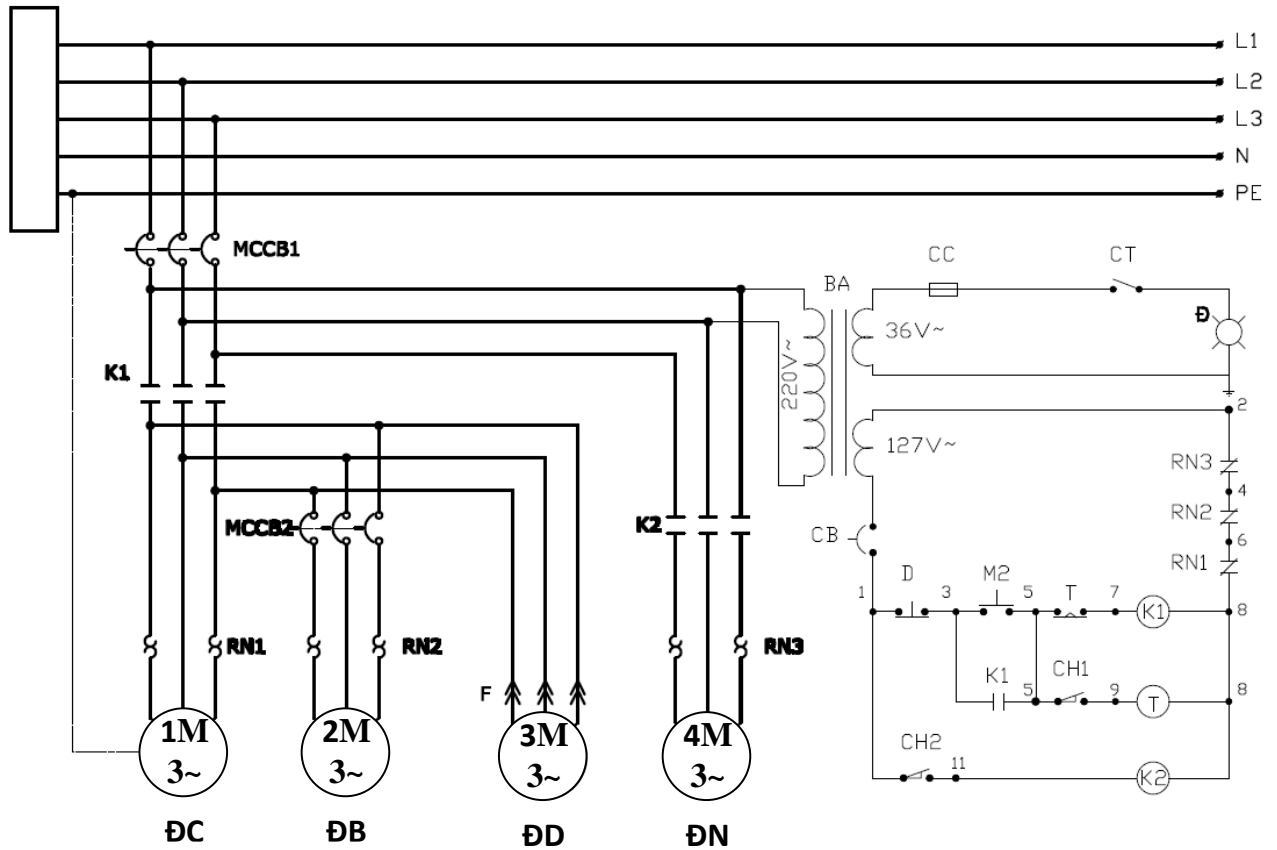 L1
L2
L3
N
PE
MCCB1
CC
CT
BA
Đ
36V~
220V~
K1
2
127V~
RN3
4
MCCB2
K2
CB
RN2
6
RN1
1
D
3
M2
5
T
7
K1
8
RN1
RN2
RN3
F
K1
5
CH1
9
T
8
1M
3~
2M
3~
3M
3~
4M
3~
CH2
11
K2
ĐC
ĐB
ĐD
ĐN